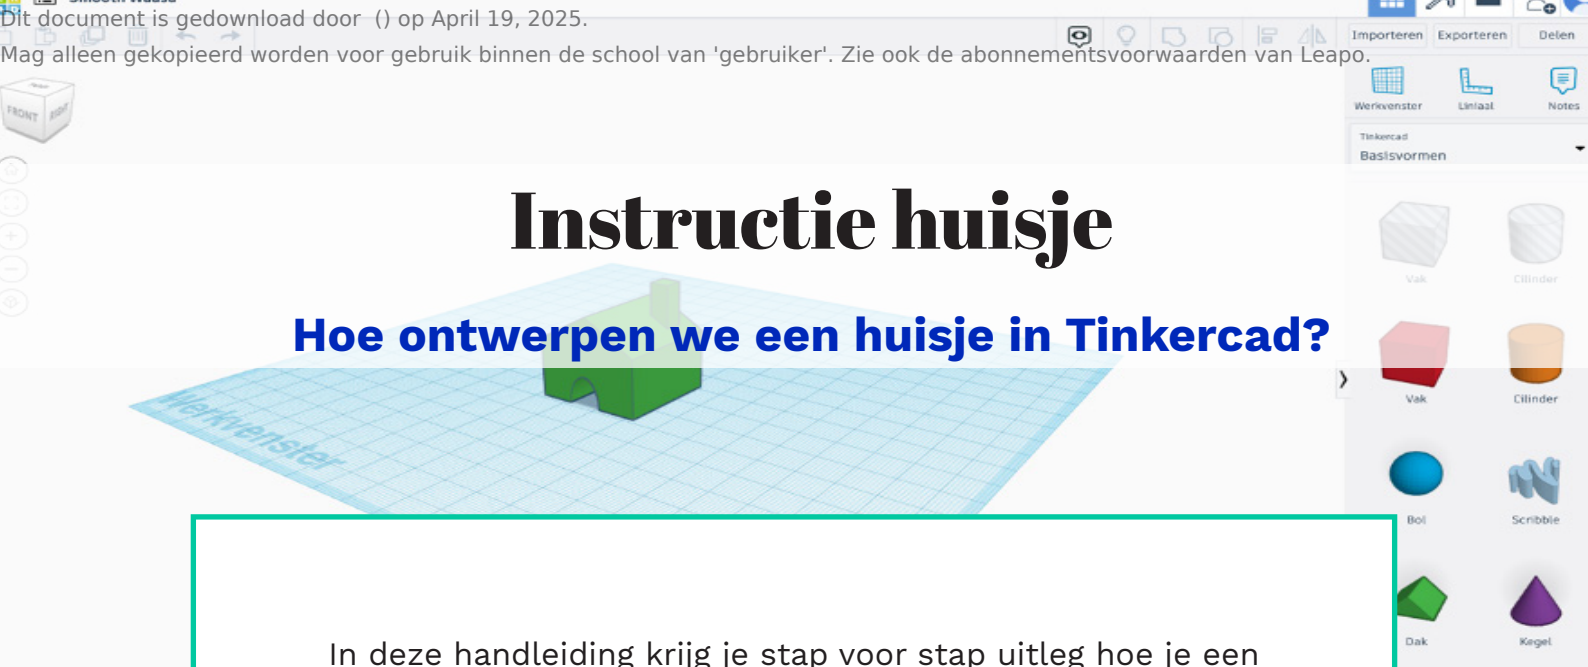 Dit document is gedownload door () op April 19, 2025.
Importeren Exporteren Delen
Mag alleen gekopieerd worden voor gebruik binnen de school van 'gebruiker'. Zie ook de abonnementsvoorwaarden van Leapo.
FRONT RIGHT
Werkvenster Liniaal Notes
Tinkercad
Basisvormen
Instructie huisje
Vak Cilinder
Hoe ontwerpen we een huisje in Tinkercad?
Vak Cilinder
Werkvenster
Bol Scribble
Dak Kegel
In deze handleiding krijg je stap voor stap uitleg hoe je een